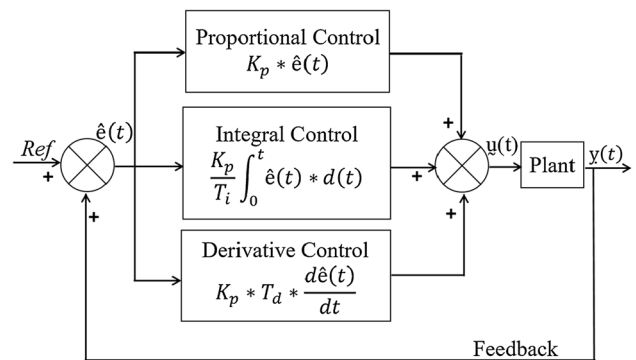 Proportional Control
K_p * ê(t)
Ref
+
+
ê(t)
Integral Control
K_p/T_i ∫_0^t ê(t) * d(t)
Derivative Control
K_p * T_d * dê(t)/dt
+
+
+
u(t)
Plant
y(t)
Feedback